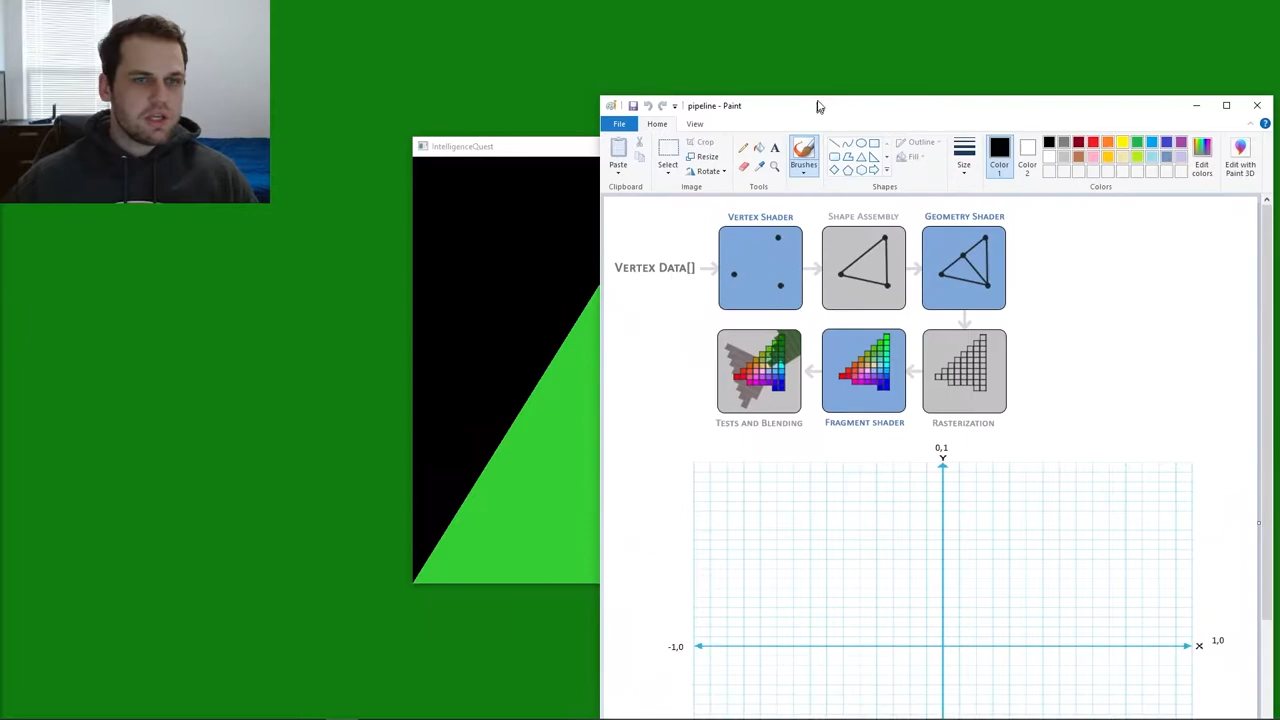 pipeline - Paint
File Home View
IntelligenceQuest
Paste
Select
Crop
Resize
Rotate
A
Brushes
Outline
Fill
Size
Color 1
Color 2
Edit colors
Edit with Paint 3D
Clipboard Image Tools Shapes Colors
VERTEX SHADER SHAPE ASSEMBLY GEOMETRY SHADER
VERTEX DATA[]
TESTS AND BLENDING FRAGMENT SHADER RASTERIZATION
0,1
Y
-1,0 X 1,0